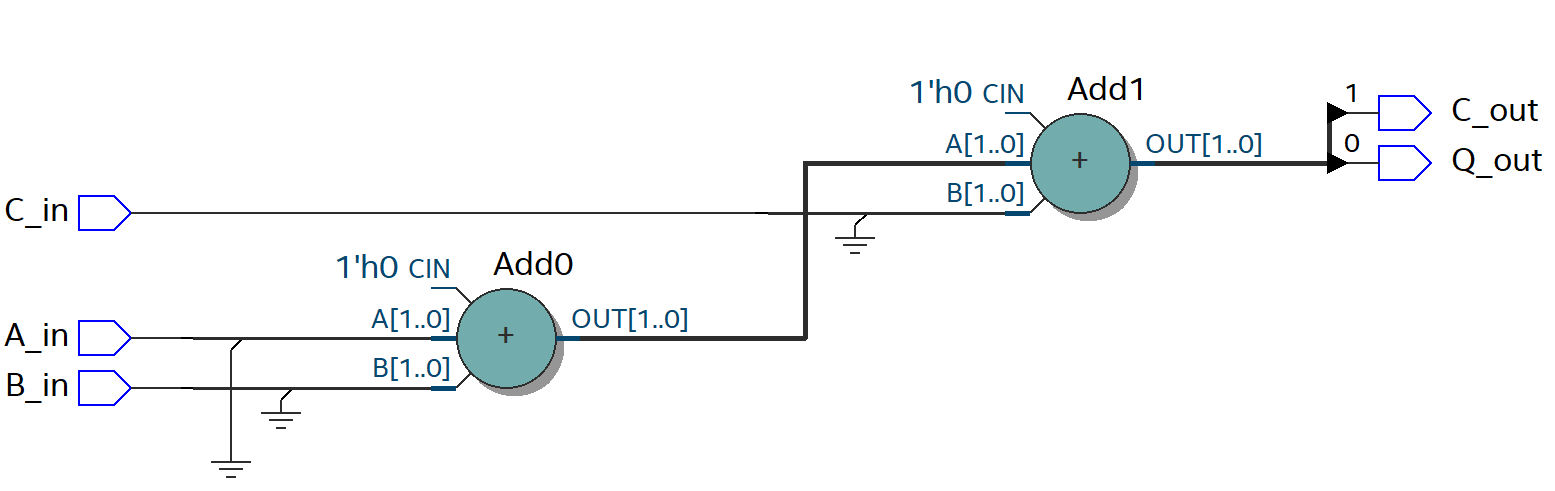 1'h0 CIN
Add1
1
C_out
A[1..0]
OUT[1..0]
0
Q_out
B[1..0]
C_in
1'h0 CIN
Add0
A_in
A[1..0]
OUT[1..0]
B_in
B[1..0]
+
+